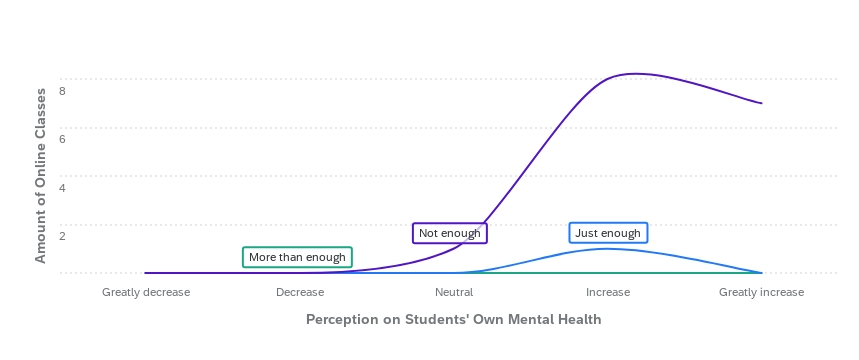 Amount of Online Classes
8
6
4
2
Not enough
Just enough
More than enough
Greatly decrease
Decrease
Neutral
Increase
Greatly increase
Perception on Students' Own Mental Health